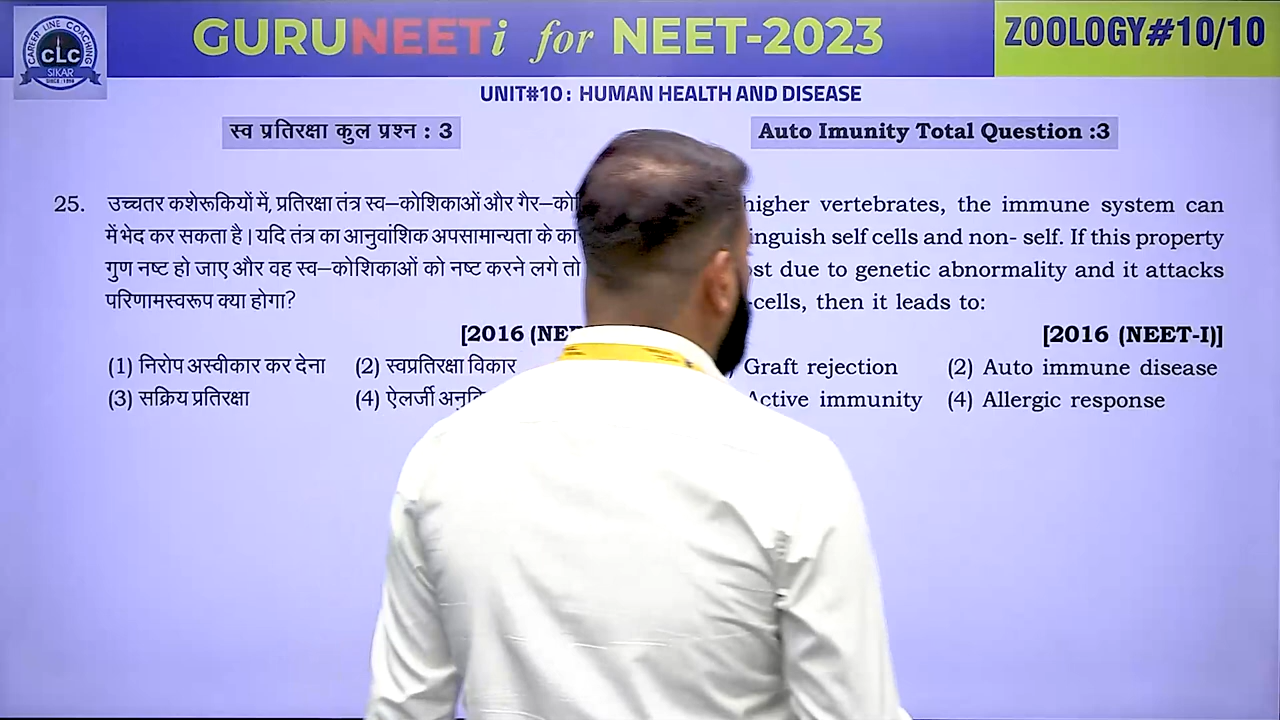 CAREER LINE COACHING
CLC
SIKAR
SINCE : 1996
GURUNEETi for NEET-2023
ZOOLOGY#10/10
UNIT#10 : HUMAN HEALTH AND DISEASE
स्व प्रतिरक्षा कुल प्रश्न : 3
Auto Imunity Total Question :3
25. उच्चतर कशेरूकियों में, प्रतिरक्षा तंत्र स्व–कोशिकाओं और गैर–
में भेद कर सकता है। यदि तंत्र का आनुवांशिक अपसामान्यता के
गुण नष्ट हो जाए और वह स्व–कोशिकाओं को नष्ट करने लगे तो
परिणामस्वरूप क्या होगा?
[2016
(1) निरोप अस्वीकार कर देना (2) स्वप्रतिरक्षा विकार
(3) सक्रिय प्रतिरक्षा (4) ऐलर्जी
higher vertebrates, the immune system can
self cells and non- self. If this property
due to genetic abnormality and it attacks
-cells, then it leads to:
[2016 (NEET-I)]
Graft rejection (2) Auto immune disease
Active immunity (4) Allergic response